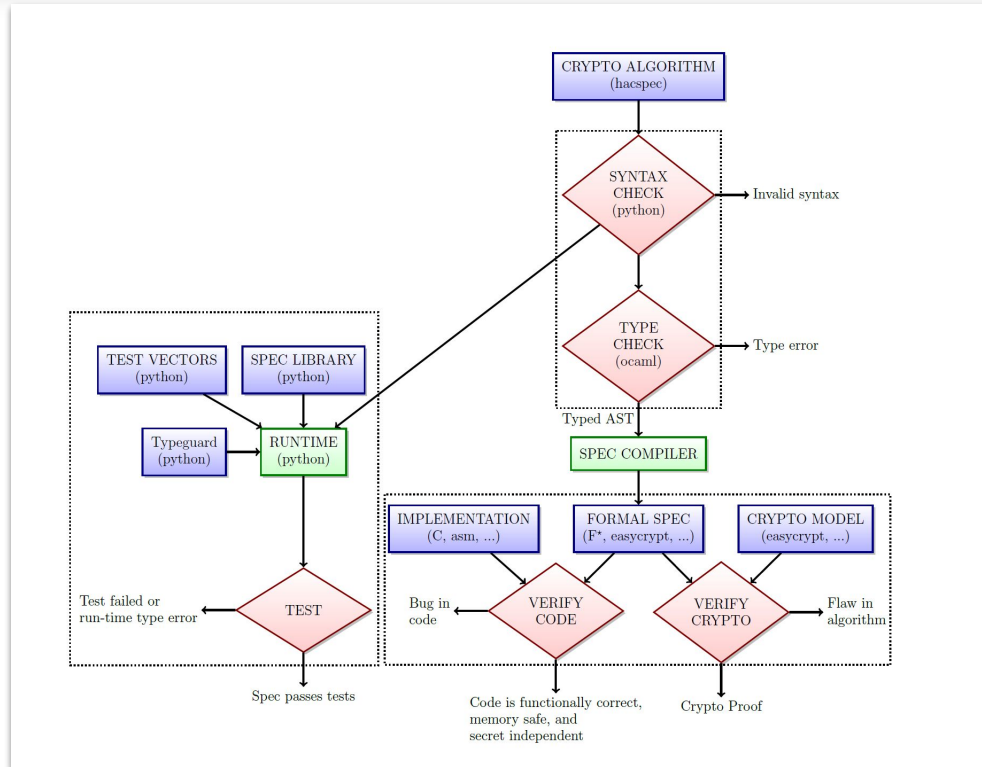 CRYPTO ALGORITHM
(hacspec)
SYNTAX
CHECK
(python)
Invalid syntax
TYPE
CHECK
(ocaml)
Type error
Typed AST
SPEC COMPILER
TEST VECTORS
(python)
SPEC LIBRARY
(python)
Typeguard
(python)
RUNTIME
(python)
TEST
Test failed or
run-time type error
Spec passes tests
IMPLEMENTATION
(C, asm, ...)
FORMAL SPEC
(F*, easycrypt, ...)
CRYPTO MODEL
(easycrypt, ...)
Bug in
code
VERIFY
CODE
VERIFY
CRYPTO
Flaw in
algorithm
Code is functionally correct,
memory safe, and
secret independent
Crypto Proof